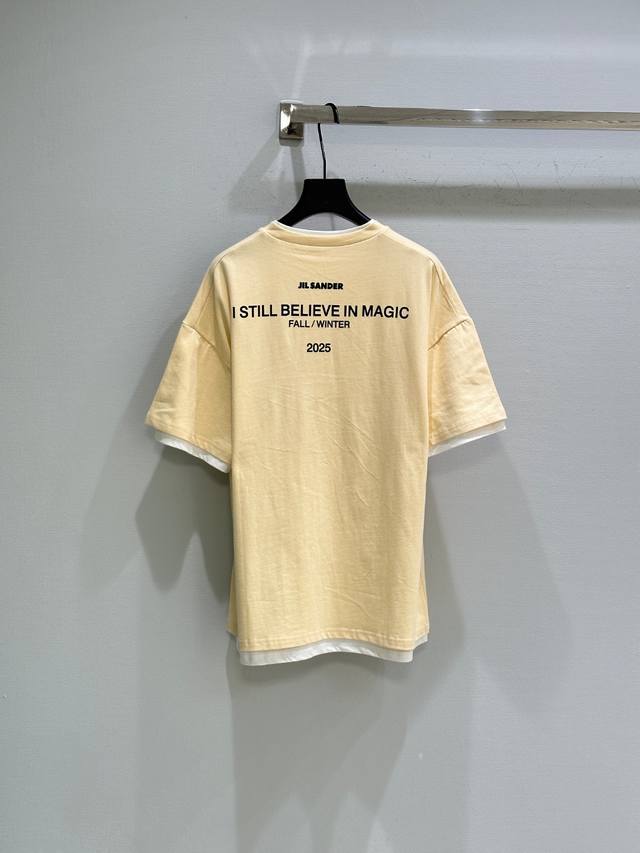 JIL SANDER
I STILL BELIEVE IN MAGIC
FALL / WINTER
2025